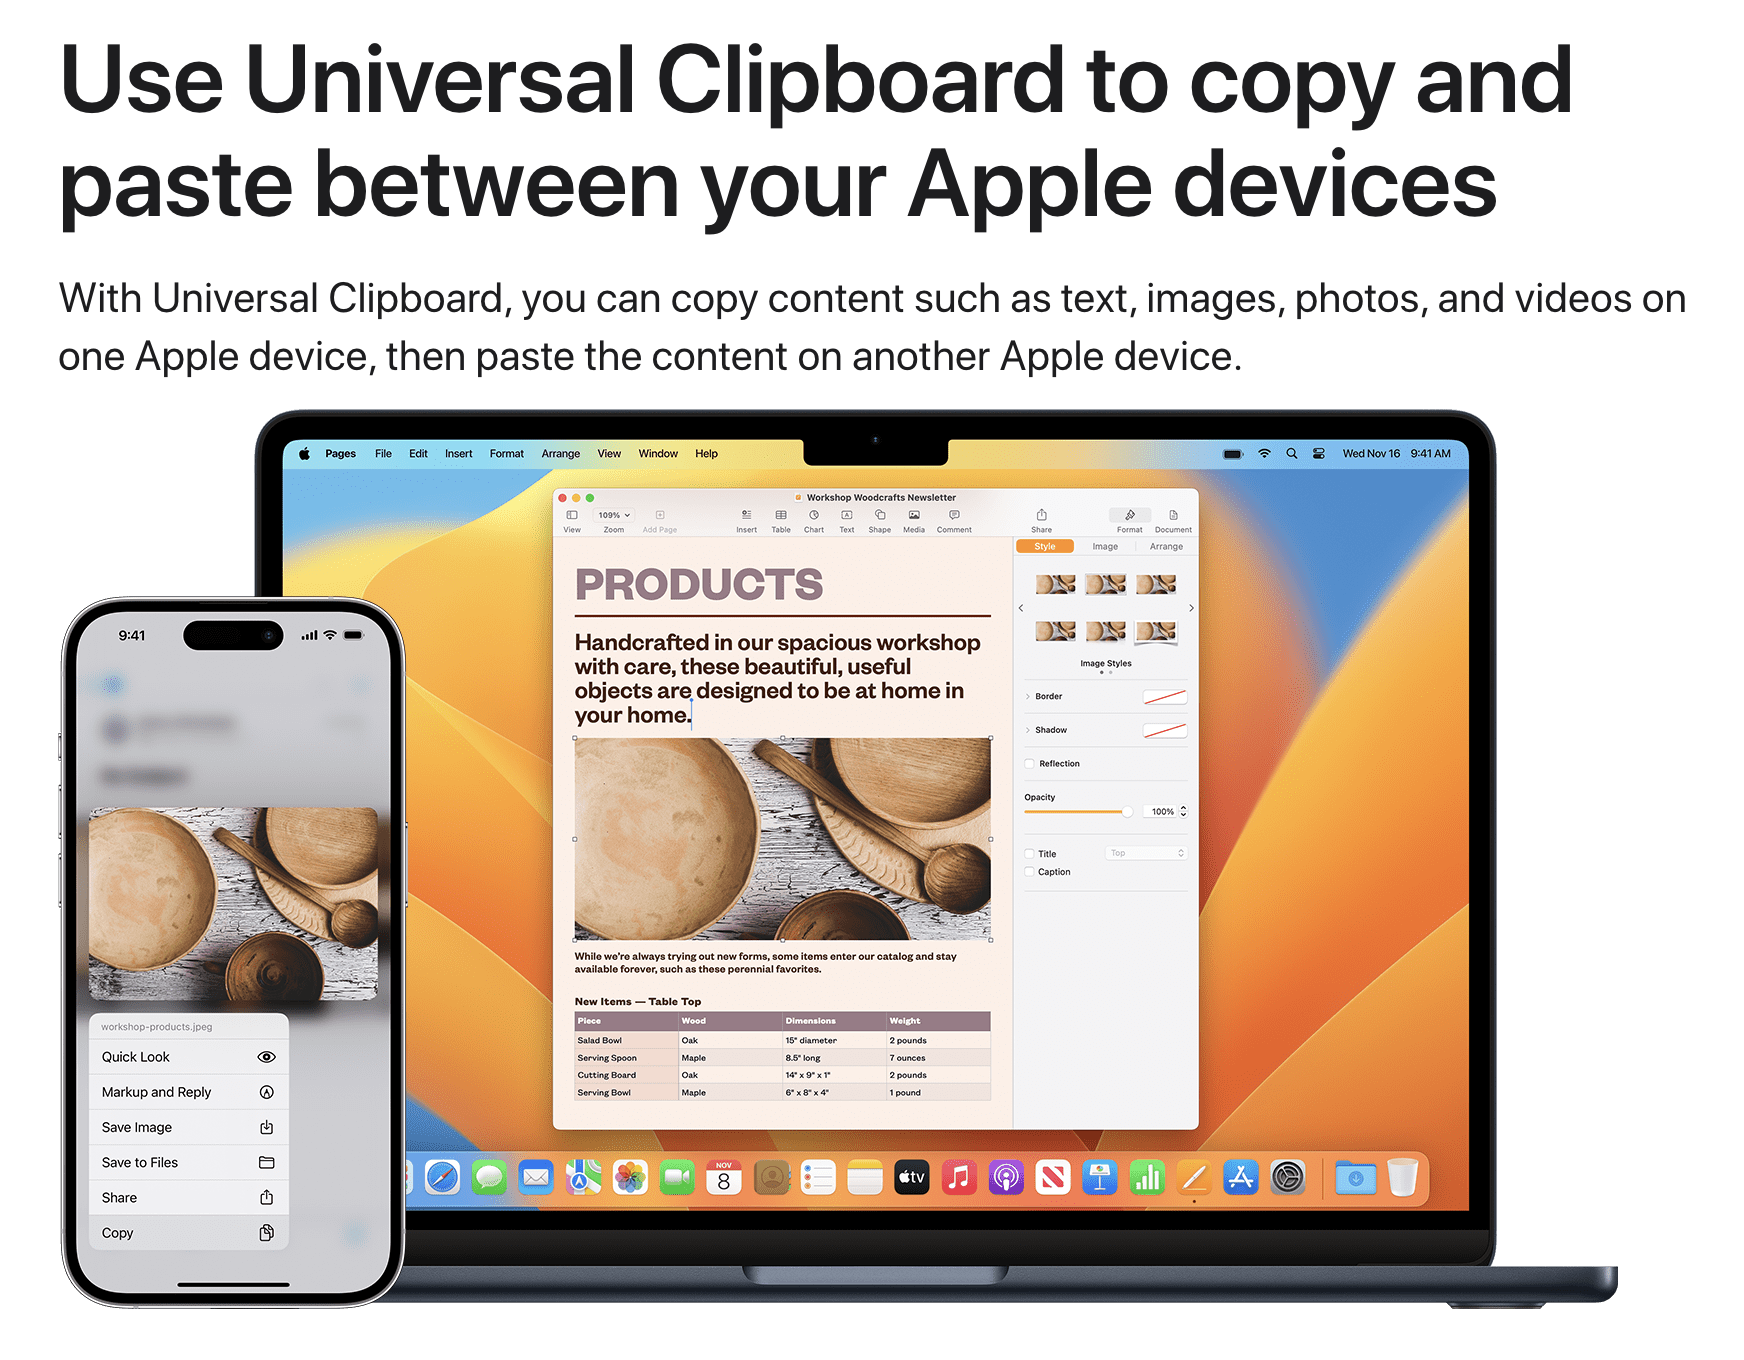 Use Universal Clipboard to copy and
paste between your Apple devices
With Universal Clipboard, you can copy content such as text, images, photos, and videos on
one Apple device, then paste the content on another Apple device.
Pages File Edit Insert Format Arrange View Window Help
Wed Nov 16 9:41 AM
Workshop Woodcrafts Newsletter
109%
View Zoom Add Page Insert Table Chart Text Shape Media Comment Share Format Document
Style Image Arrange
PRODUCTS
Handcrafted in our spacious workshop
with care, these beautiful, useful
objects are designed to be at home in
your home.
While we're always trying out new forms, some items enter our catalog and stay
available forever, such as these perennial favorites.
New Items — Table Top
Piece Wood Dimensions Weight
Salad Bowl Oak 15" diameter 2 pounds
Serving Spoon Maple 8.5" long 7 ounces
Cutting Board Oak 14" x 9" x 1" 2 pounds
Serving Bowl Maple 6" x 8" x 4" 1 pound
Image Styles
Border
Shadow
Reflection
Opacity
100%
Title Top
Caption
NOV
8
tv
9:41
workshop-products.jpeg
Quick Look
Markup and Reply
Save Image
Save to Files
Share
Copy